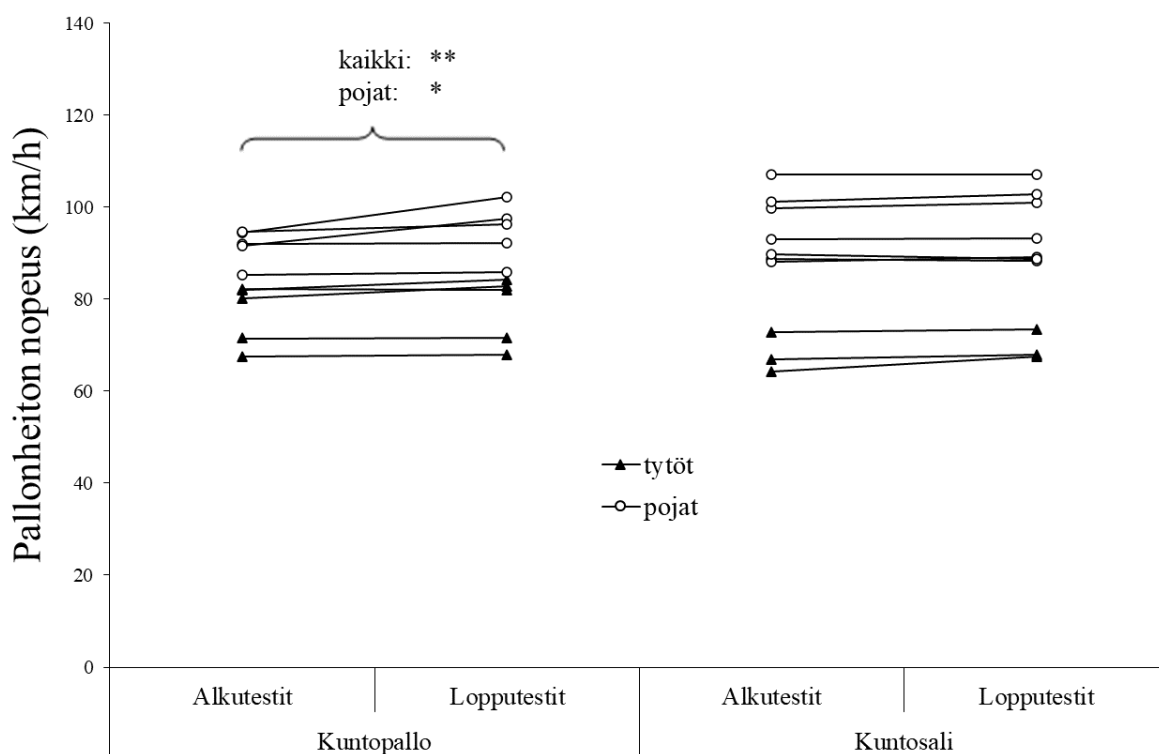 Pallonheiton nopeus (km/h)
140
120
100
80
60
40
20
0
kaikki: **
pojat: *
tytöt
pojat
Alkutestit Lopputestit Alkutestit Lopputestit
Kuntopallo Kuntosali